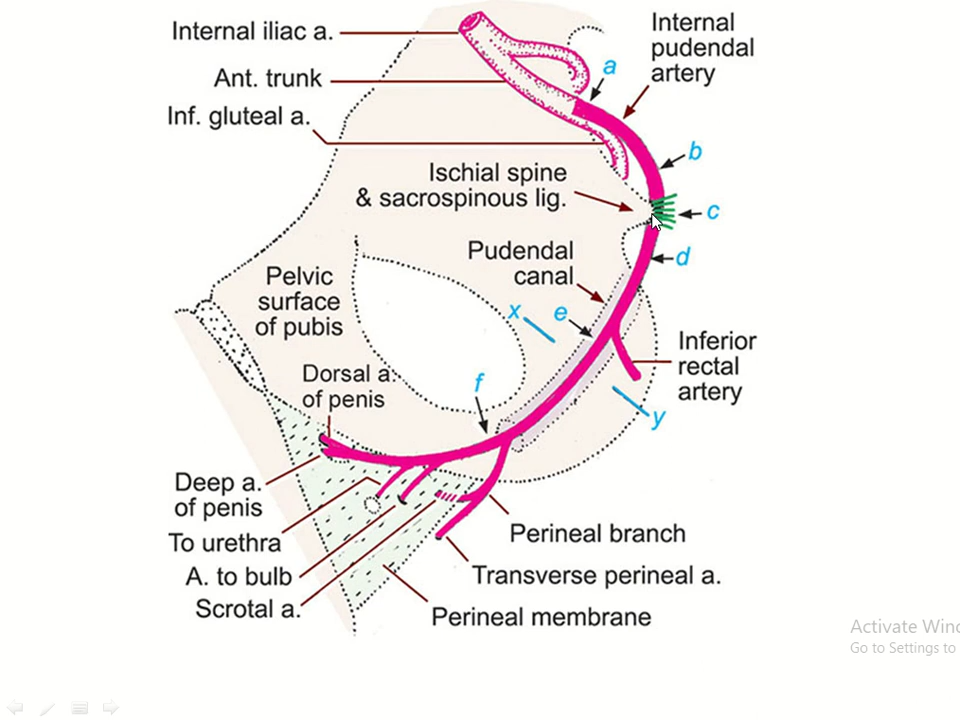 Internal iliac a.
Ant. trunk
Inf. gluteal a.
Internal
pudendal
artery
a
b
Ischial spine
& sacrospinous lig.
c
Pudendal
canal
d
Pelvic
surface
of pubis
x
e
Inferior
rectal
artery
Dorsal a.
of penis
f
y
Deep a.
of penis
To urethra
A. to bulb
Scrotal a.
Perineal branch
Transverse perineal a.
Perineal membrane
Activate Wind
Go to Settings to